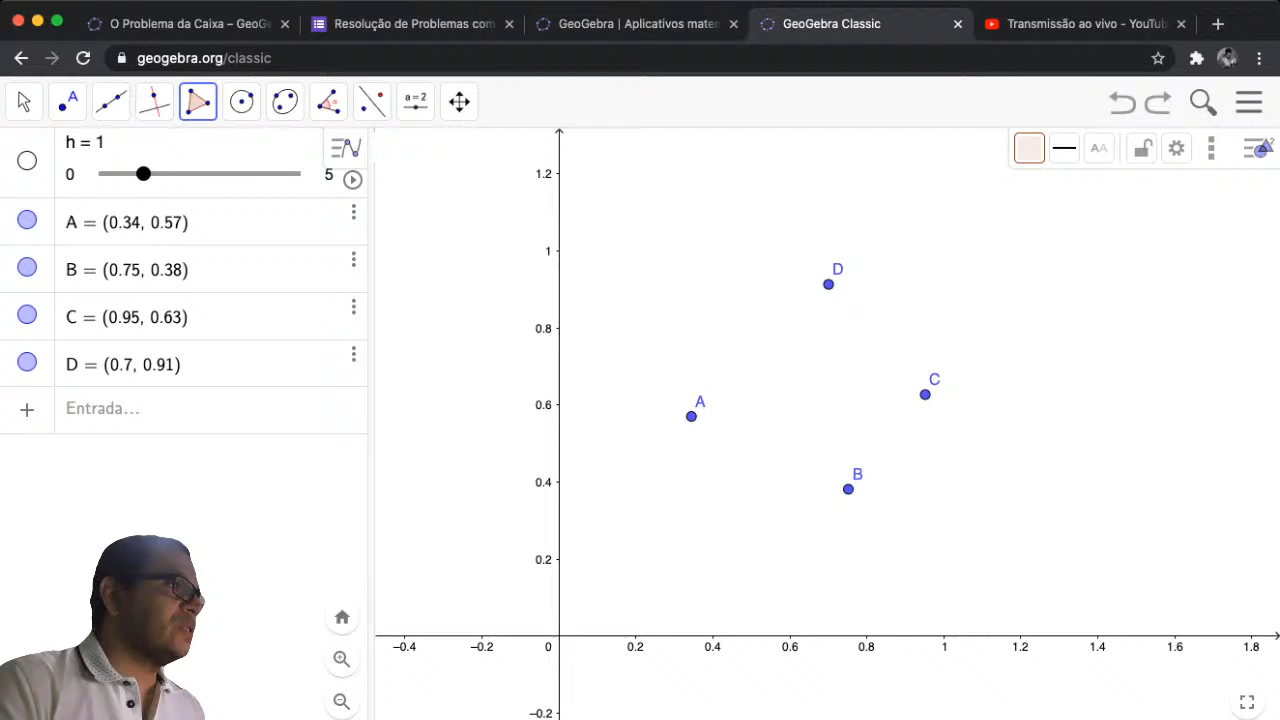 O Problema da Caixa – GeoG
Resolução de Problemas com
GeoGebra | Aplicativos mater
GeoGebra Classic
Transmissão ao vivo - YouTub
geogebra.org/classic
A
a=2
h = 1
0
5
AA
A = (0.34, 0.57)
B = (0.75, 0.38)
C = (0.95, 0.63)
D = (0.7, 0.91)
Entrada...
1.2
1
0.8
0.6
0.4
0.2
−0.2
−0.4
−0.2
0
0.2
0.4
0.6
0.8
1
1.2
1.4
1.6
1.8
D
C
A
B